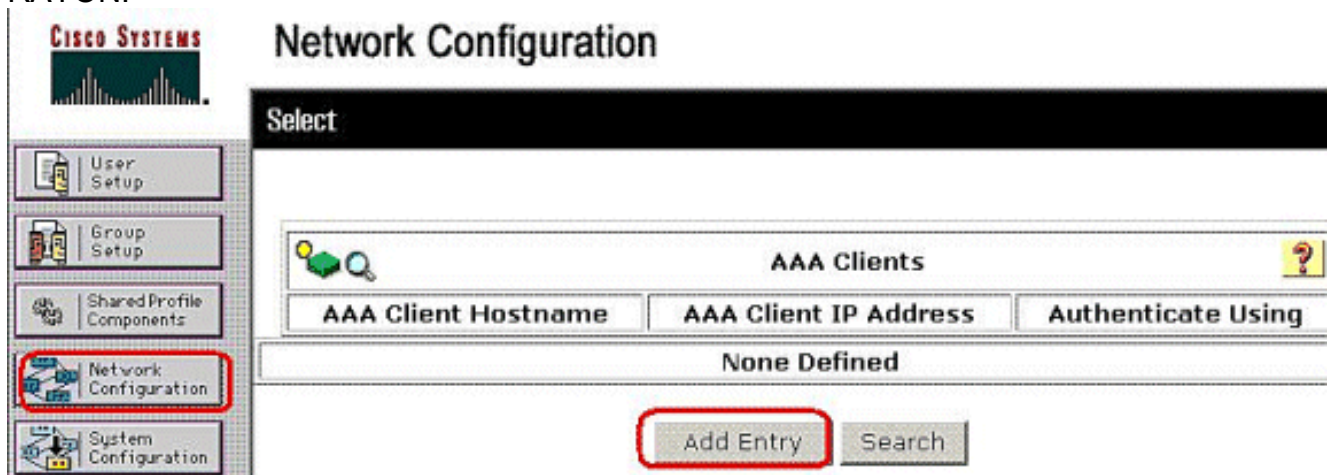 CISCO SYSTEMS
Network Configuration
Select
User
Setup
Group
Setup
Shared Profile
Components
Network
Configuration
System
Configuration
AAA Clients
AAA Client Hostname AAA Client IP Address Authenticate Using
None Defined
Add Entry Search